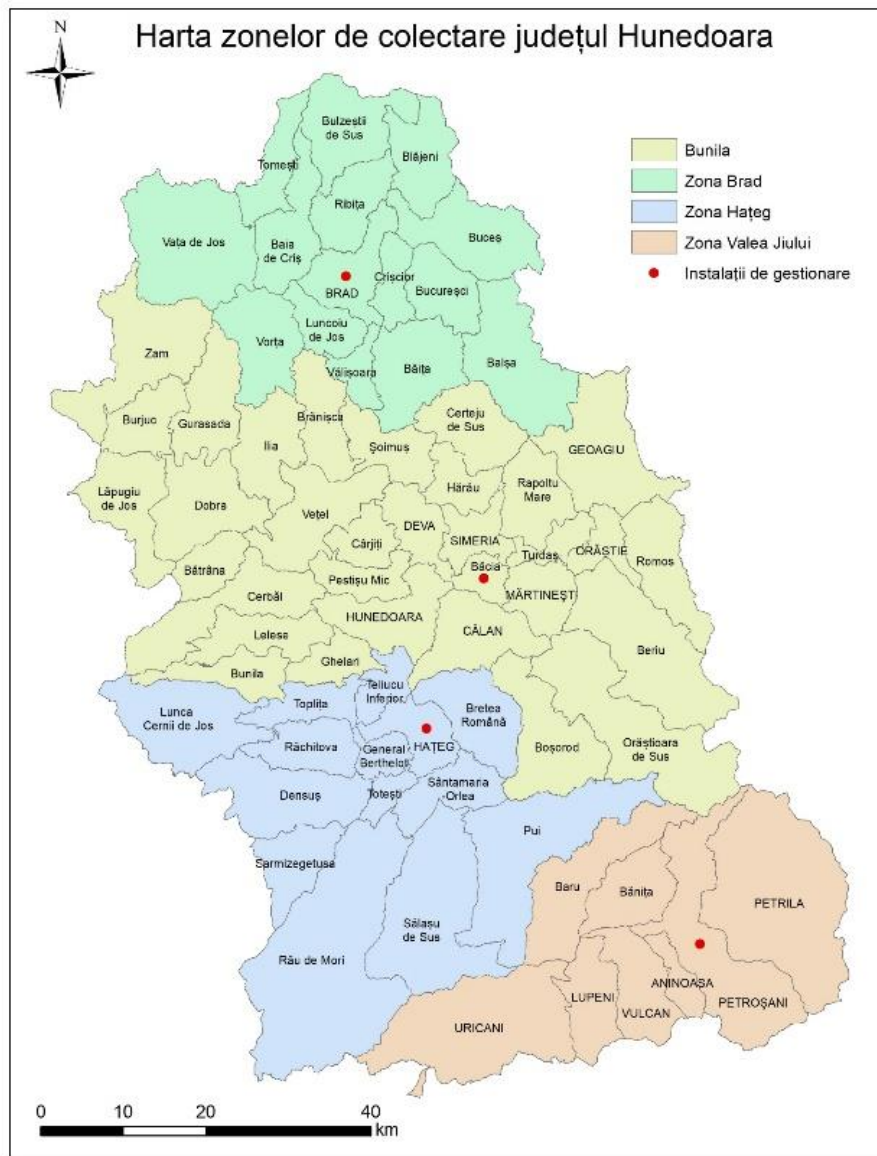 Harta zonelor de colectare județul Hunedoara
N
Bunila
Zona Brad
Zona Hațeg
Zona Valea Jiului
Instalații de gestionare
Bulzeștii
de Sus
Blăjeni
Tomești
Ribița
Vața de Jos
Baia
de Criș
Buceș
Crișcior
BRAD
Bucureșci
Luncoiu
de Jos
Vorța
Vălișoara
Băița
Balșa
Zam
Burjuc
Gurasada
Brănișca
Ilia
Certeju
de Sus
Șoimuș
GEOAGIU
Lăpugiu
de Jos
Dobra
Hărău
Rapoltu
Mare
Vețel
DEVA
SIMERIA
Cârjiți
Turdaș
ORĂȘTIE
Romos
Bătrâna
Pestișu Mic
Băcia
Cerbăl
MĂRTINEȘTI
HUNEDOARA
CĂLAN
Lelesa
Beriu
Bunila
Ghelari
Teliucu
Inferior
Toplița
Lunca
Cernii de Jos
Bretea
Română
Răchitova
General
Berthelot
HAȚEG
Boșorod
Orăștioara
de Sus
Densuș
Totești
Sântamaria
-Orlea
Pui
Sarmizegetusa
Baru
Bănița
PETRILA
Sălașu
de Sus
Râu de Mori
ANINOASA
LUPENI
VULCAN
PETROȘANI
URICANI
0 10 20 40
km